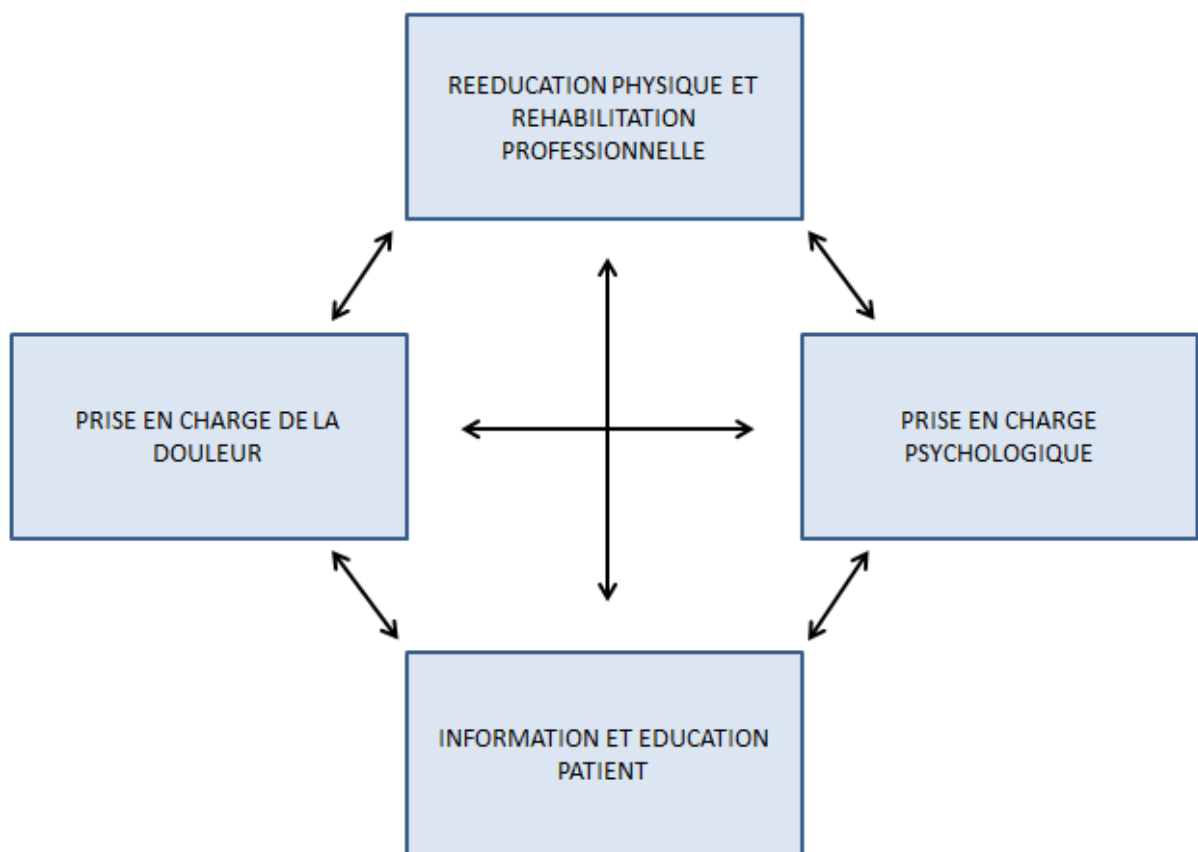 REEDUCATION PHYSIQUE ET
REHABILITATION
PROFESSIONNELLE
PRISE EN CHARGE DE LA
DOULEUR
PRISE EN CHARGE
PSYCHOLOGIQUE
INFORMATION ET EDUCATION
PATIENT